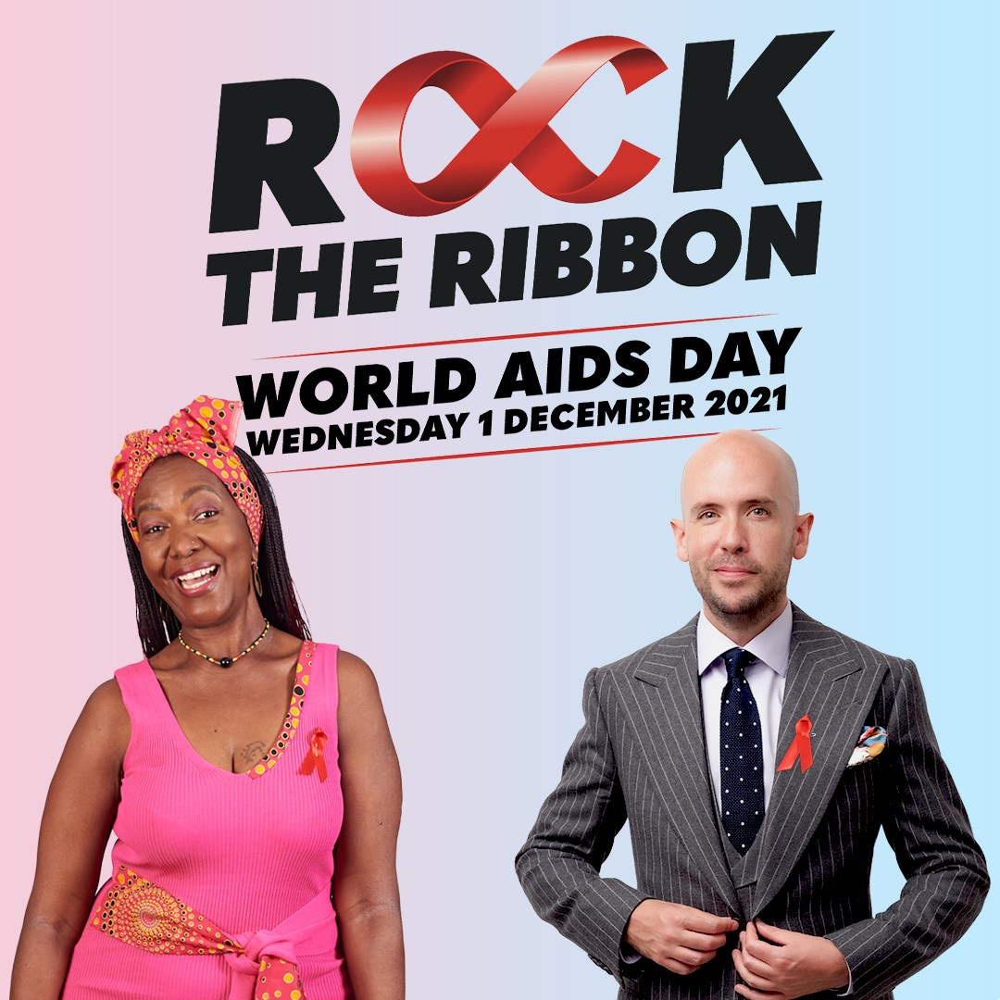 ROCK
THE RIBBON
WORLD AIDS DAY
WEDNESDAY 1 DECEMBER 2021